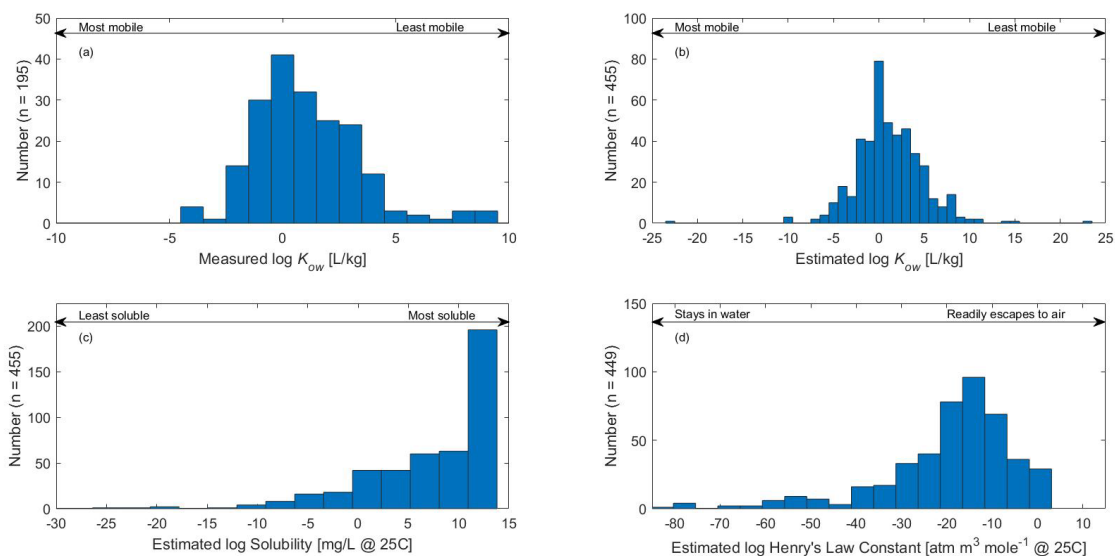 50
Most mobile
Least mobile
(a)
40
30
20
10
0
Number (n = 195)
-10
-5
0
5
10
Measured log Kow [L/kg]
100
Most mobile
Least mobile
(b)
80
60
40
20
0
Number (n = 455)
-25
-20
-15
-10
-5
0
5
10
15
20
25
Estimated log Kow [L/kg]
Least soluble
Most soluble
(c)
200
150
100
50
0
Number (n = 455)
-30
-25
-20
-15
-10
-5
0
5
10
15
Estimated log Solubility [mg/L @ 25C]
150
Stays in water
Readily escapes to air
(d)
100
50
0
Number (n = 449)
-80
-70
-60
-50
-40
-30
-20
-10
0
10
Estimated log Henry's Law Constant [atm m³ mole⁻¹ @ 25C]